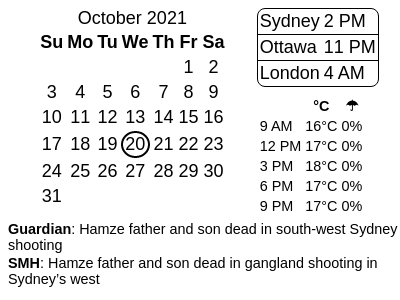 October 2021
Su Mo Tu We Th Fr Sa
1 2
3 4 5 6 7 8 9
10 11 12 13 14 15 16
17 18 19 20 21 22 23
24 25 26 27 28 29 30
31
Sydney 2 PM
Ottawa 11 PM
London 4 AM
°C ☂
9 AM 16°C 0%
12 PM 17°C 0%
3 PM 18°C 0%
6 PM 17°C 0%
9 PM 17°C 0%
Guardian: Hamze father and son dead in south-west Sydney
shooting
SMH: Hamze father and son dead in gangland shooting in
Sydney’s west